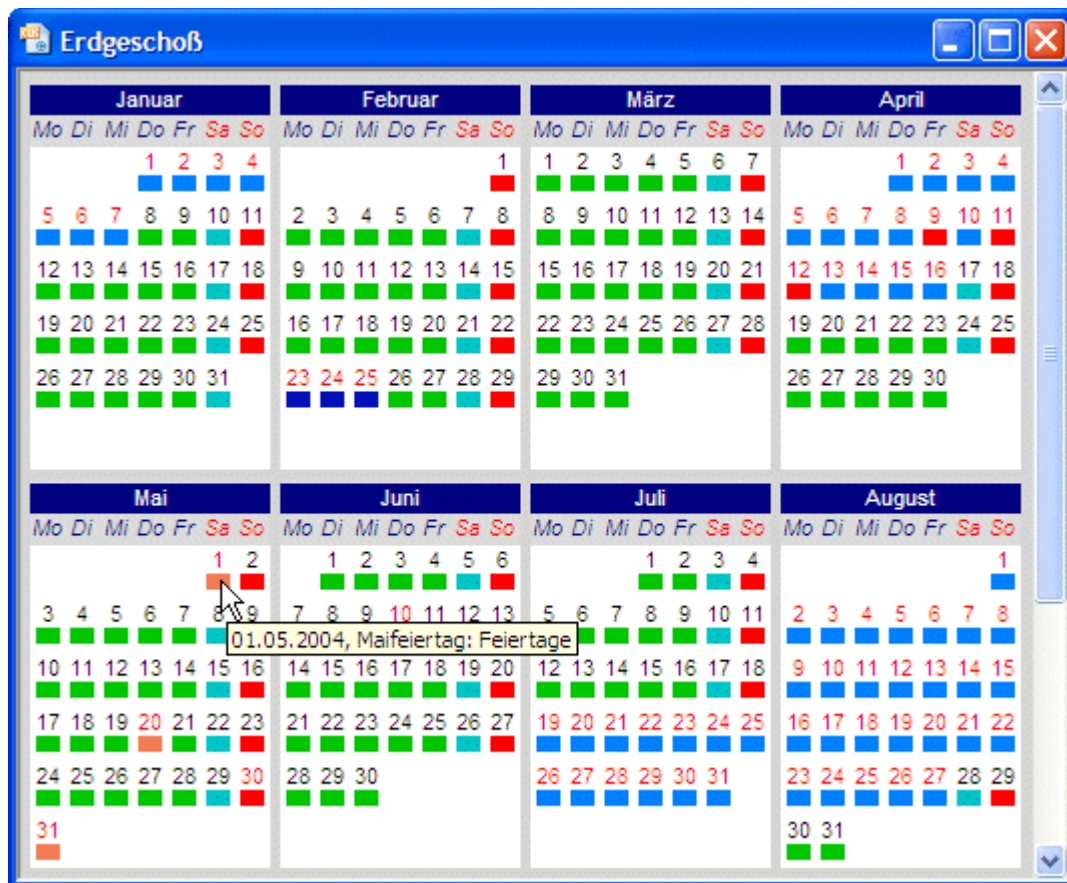 Erdgeschoß
Januar Februar März April
Mo Di Mi Do Fr Sa So Mo Di Mi Do Fr Sa So Mo Di Mi Do Fr Sa So Mo Di Mi Do Fr Sa So
1 2 3 4 1 1 2 3 4 5 6 7 1 2 3 4
5 6 7 8 9 10 11 2 3 4 5 6 7 8 8 9 10 11 12 13 14 5 6 7 8 9 10 11
12 13 14 15 16 17 18 9 10 11 12 13 14 15 15 16 17 18 19 20 21 12 13 14 15 16 17 18
19 20 21 22 23 24 25 16 17 18 19 20 21 22 22 23 24 25 26 27 28 19 20 21 22 23 24 25
26 27 28 29 30 31 23 24 25 26 27 28 29 29 30 31 26 27 28 29 30
Mai Juni Juli August
Mo Di Mi Do Fr Sa So Mo Di Mi Do Fr Sa So Mo Di Mi Do Fr Sa So Mo Di Mi Do Fr Sa So
1 2 1 2 3 4 5 6 1 2 3 4 1
3 4 5 6 7 8 9 7 8 9 10 11 12 13 5 6 7 8 9 10 11 2 3 4 5 6 7 8
01.05.2004, Maifeiertag: Feiertage
10 11 12 13 14 15 16 14 15 16 17 18 19 20 12 13 14 15 16 17 18 9 10 11 12 13 14 15
17 18 19 20 21 22 23 21 22 23 24 25 26 27 19 20 21 22 23 24 25 16 17 18 19 20 21 22
24 25 26 27 28 29 30 28 29 30 26 27 28 29 30 31 23 24 25 26 27 28 29
31 30 31